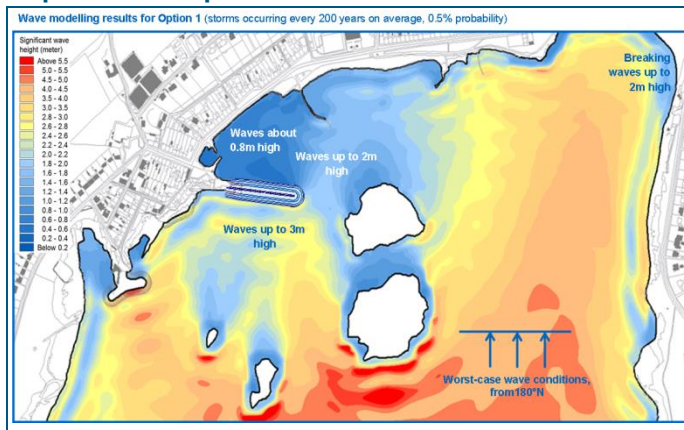 Wave modelling results for Option 1 (storms occurring every 200 years on average, 0.5% probability)
Significant wave
height (meter)
Above 5.5
5.0 - 5.5
4.5 - 5.0
4.0 - 4.5
3.5 - 4.0
3.0 - 3.5
2.8 - 3.0
2.6 - 2.8
2.4 - 2.6
2.2 - 2.4
2.0 - 2.2
1.8 - 2.0
1.6 - 1.8
1.4 - 1.6
1.2 - 1.4
1.0 - 1.2
0.8 - 1.0
0.6 - 0.8
0.4 - 0.6
0.2 - 0.4
Below 0.2
Breaking
waves up to
2m high
Waves about
0.8m high
Waves up to 2m
high
Waves up to 3m
high
Worst-case wave conditions,
from180°N